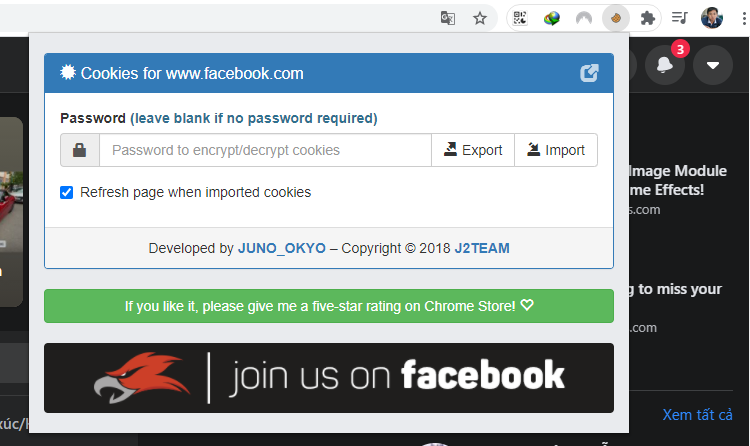 3
Cookies for www.facebook.com
Password (leave blank if no password required)
Password to encrypt/decrypt cookies
Export
Import
Refresh page when imported cookies
Developed by JUNO_OKYO – Copyright © 2018 J2TEAM
If you like it, please give me a five-star rating on Chrome Store!
join us on facebook
Image Module
me Effects!
s.com
g to miss your
.com
Xem tất cả
xúc/h